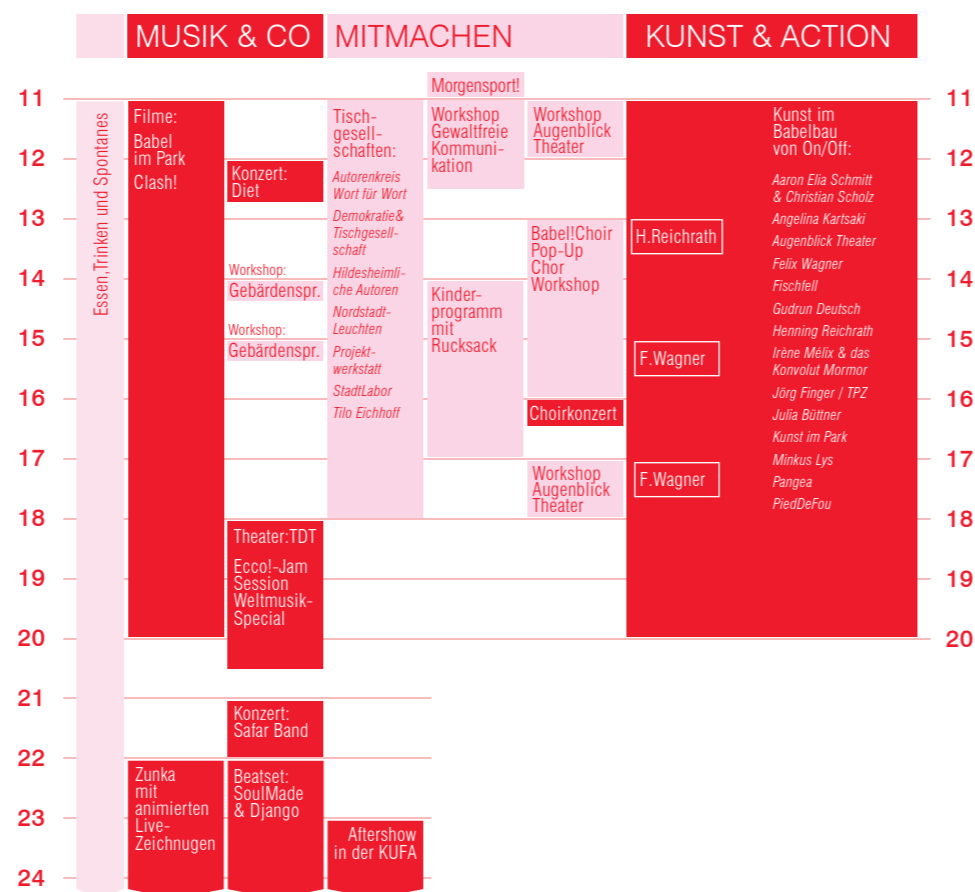 MUSIK & CO
MITMACHEN
KUNST & ACTION
11
12
13
14
15
16
17
18
19
20
21
22
23
24
Essen,Trinken und Spontanes
Filme:
Babel
im Park
Clash!
Zunka
mit
animierten
Live-
Zeichnugen
Konzert:
Diet
Workshop:
Gebärdenspr.
Workshop:
Gebärdenspr.
Theater:TDT
Ecco!-Jam
Session
Weltmusik-
Special
Konzert:
Safar Band
Beatset:
SoulMade
& Django
Tisch-
gesell-
schaften:
Autorenkreis
Wort für Wort
Demokratie&
Tischgesell-
schaft
Hildesheimli-
che Autoren
Nordstadt-
Leuchten
Projekt-
werkstatt
StadtLabor
Tilo Eichhoff
Aftershow
in der KUFA
Morgensport!
Workshop
Gewaltfreie
Kommuni-
kation
Kinder-
programm
mit
Rucksack
Workshop
Augenblick
Theater
Babel!Choir
Pop-Up
Chor
Workshop
Choirkonzert
Workshop
Augenblick
Theater
H.Reichrath
F.Wagner
F.Wagner
Kunst im
Babelbau
von On/Off:
Aaron Elia Schmitt
& Christian Scholz
Angelina Kartsaki
Augenblick Theater
Felix Wagner
Fischfell
Gudrun Deutsch
Henning Reichrath
Irène Mélix & das
Konvolut Mormor
Jörg Finger / TPZ
Julia Büttner
Kunst im Park
Minkus Lys
Pangea
PiedDeFou
11
12
13
14
15
16
17
18
19
20